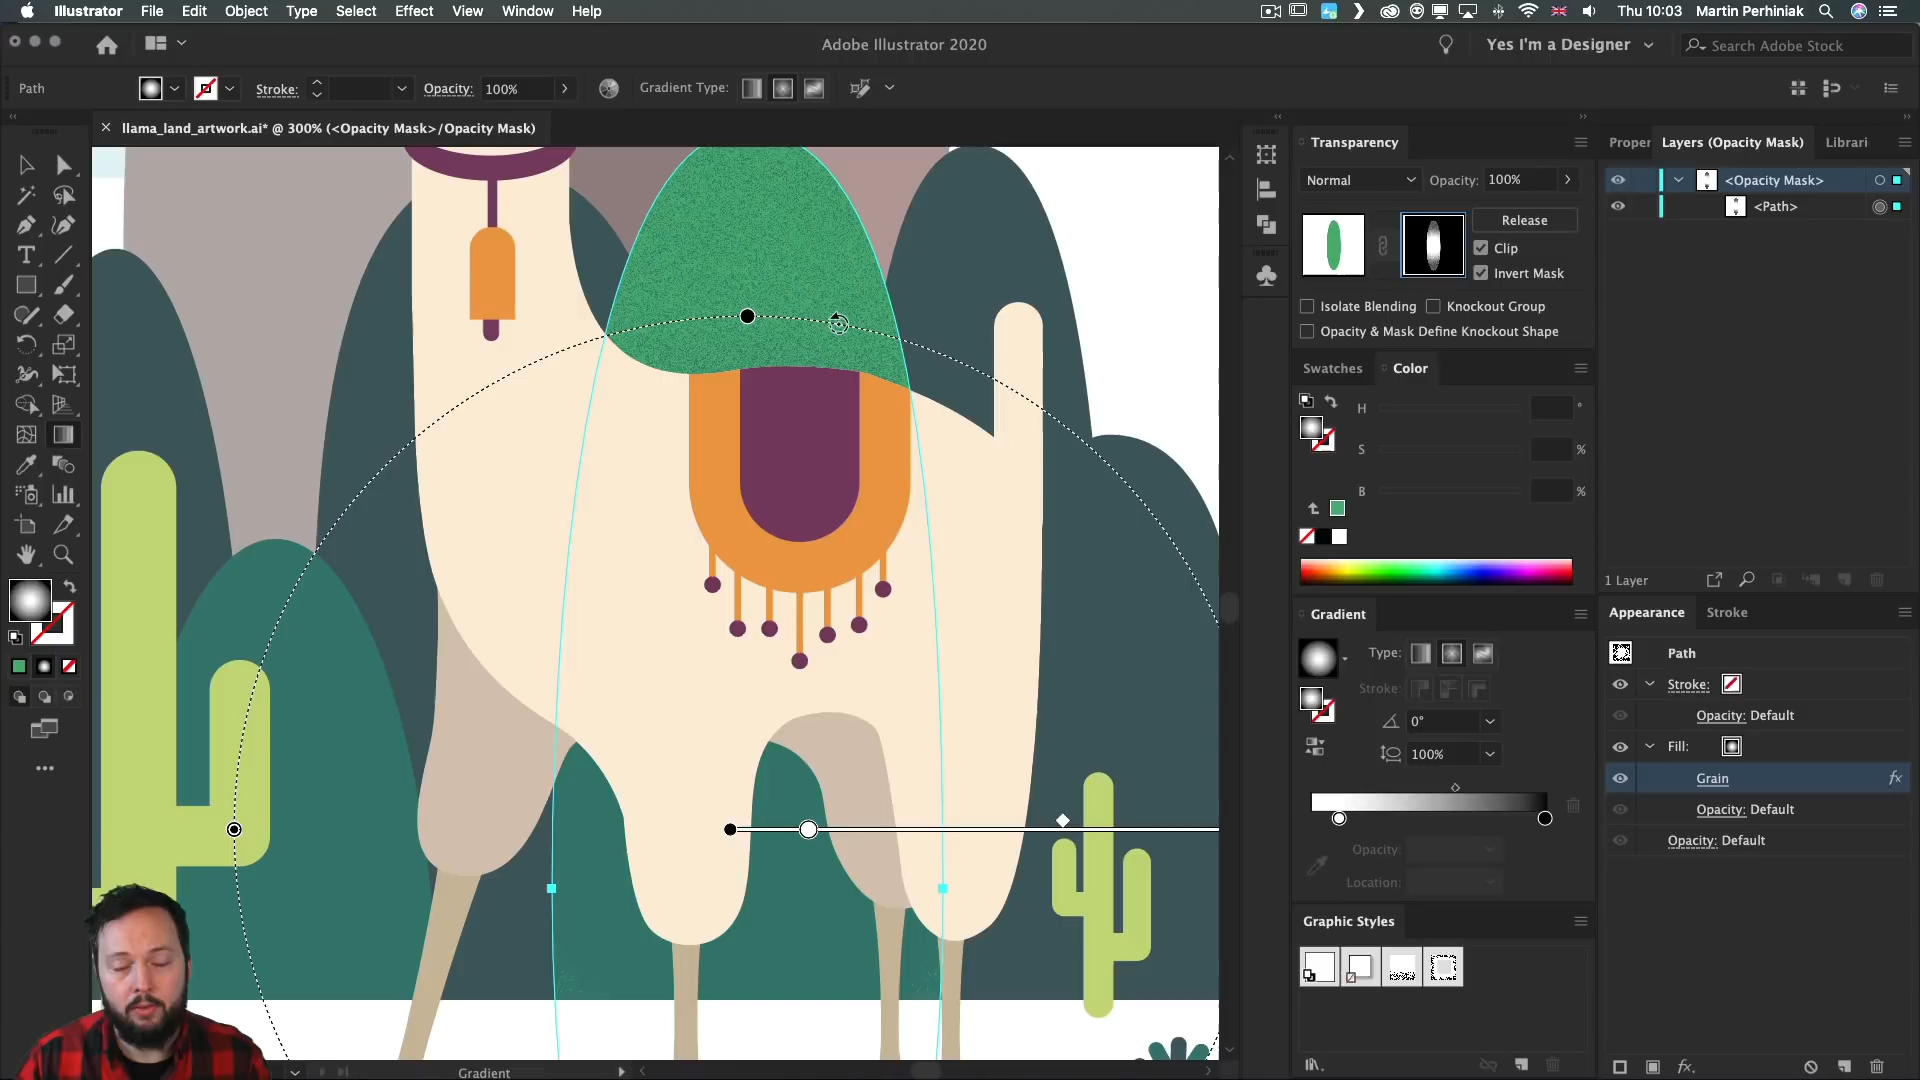 Illustrator File Edit Object Type Select Effect View Window Help
Thu 10:03 Martin Perhiniak
Adobe Illustrator 2020
Yes I'm a Designer
Search Adobe Stock
Path
Stroke:
Opacity: 100%
Gradient Type:
llama_land_artwork.ai* @ 300% (<Opacity Mask>/Opacity Mask)
Transparency
Normal
Opacity: 100%
Release
Clip
Invert Mask
Isolate Blending
Knockout Group
Opacity & Mask Define Knockout Shape
Swatches
Color
H
°
S
%
B
%
Gradient
Type:
Stroke:
0°
100%
Opacity:
Location:
Graphic Styles
Proper
Layers (Opacity Mask)
Librari
<Opacity Mask>
<Path>
1 Layer
Appearance
Stroke
Path
Stroke:
Opacity: Default
Fill:
Grain
fx
Opacity: Default
Opacity: Default
fx
Gradient